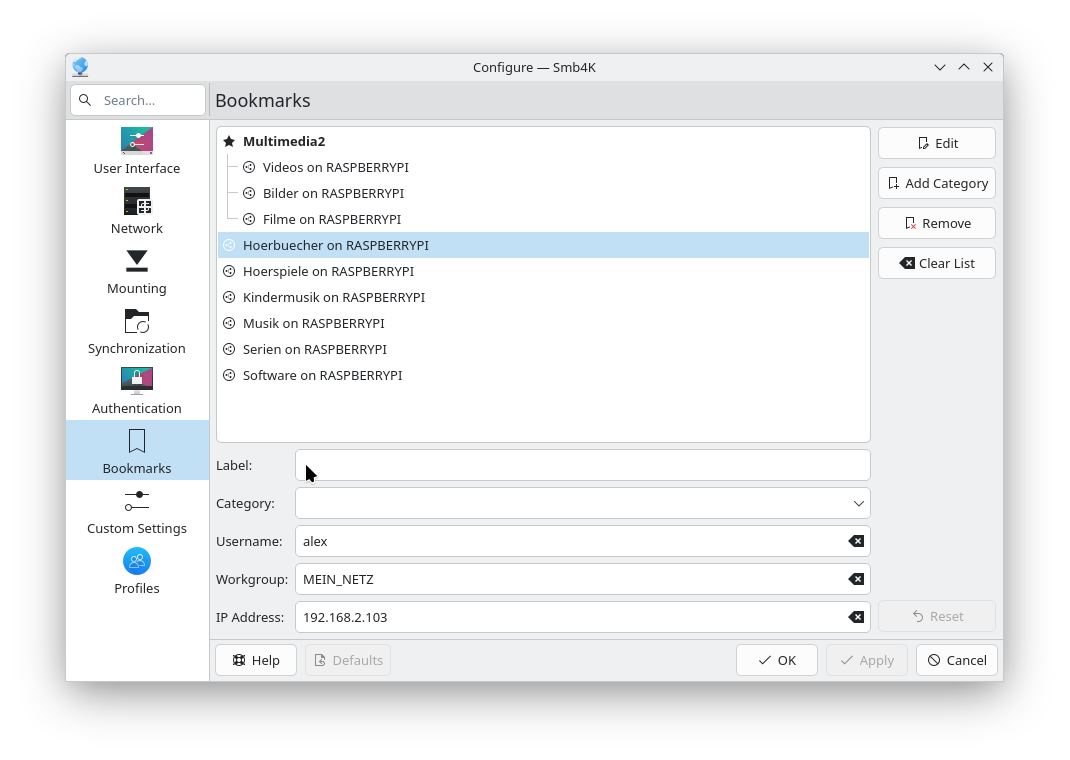 Configure — Smb4K
Search...
Bookmarks
User Interface
Network
Mounting
Synchronization
Authentication
Bookmarks
Custom Settings
Profiles
Multimedia2
Videos on RASPBERRYPI
Bilder on RASPBERRYPI
Filme on RASPBERRYPI
Hoerbuecher on RASPBERRYPI
Hoerspiele on RASPBERRYPI
Kindermusik on RASPBERRYPI
Musik on RASPBERRYPI
Serien on RASPBERRYPI
Software on RASPBERRYPI
Edit
Add Category
Remove
Clear List
Label:
Category:
Username: alex
Workgroup: MEIN_NETZ
IP Address: 192.168.2.103
Reset
Help
Defaults
OK
Apply
Cancel